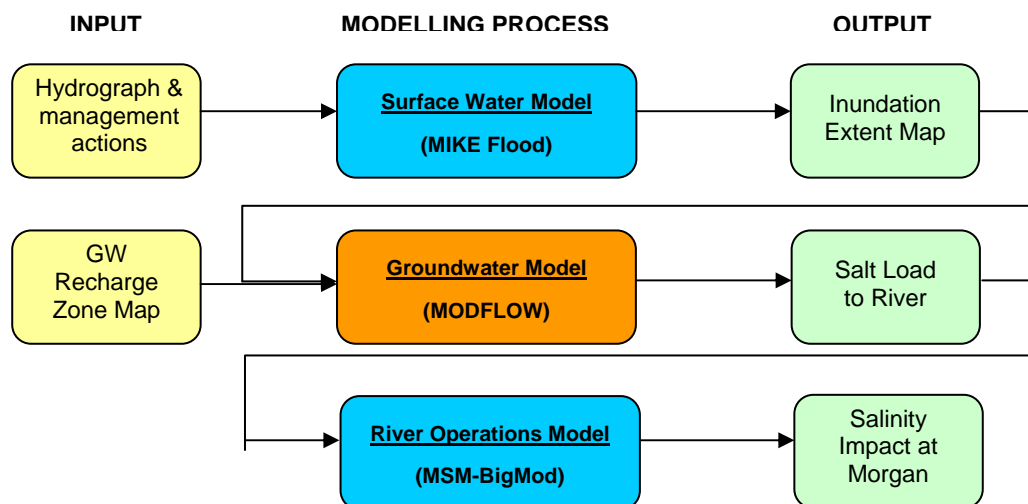 INPUT
MODELLING PROCESS
OUTPUT
Hydrograph &
management
actions
Surface Water Model
(MIKE Flood)
Inundation
Extent Map
GW
Recharge
Zone Map
Groundwater Model
(MODFLOW)
Salt Load
to River
River Operations Model
(MSM-BigMod)
Salinity
Impact at
Morgan